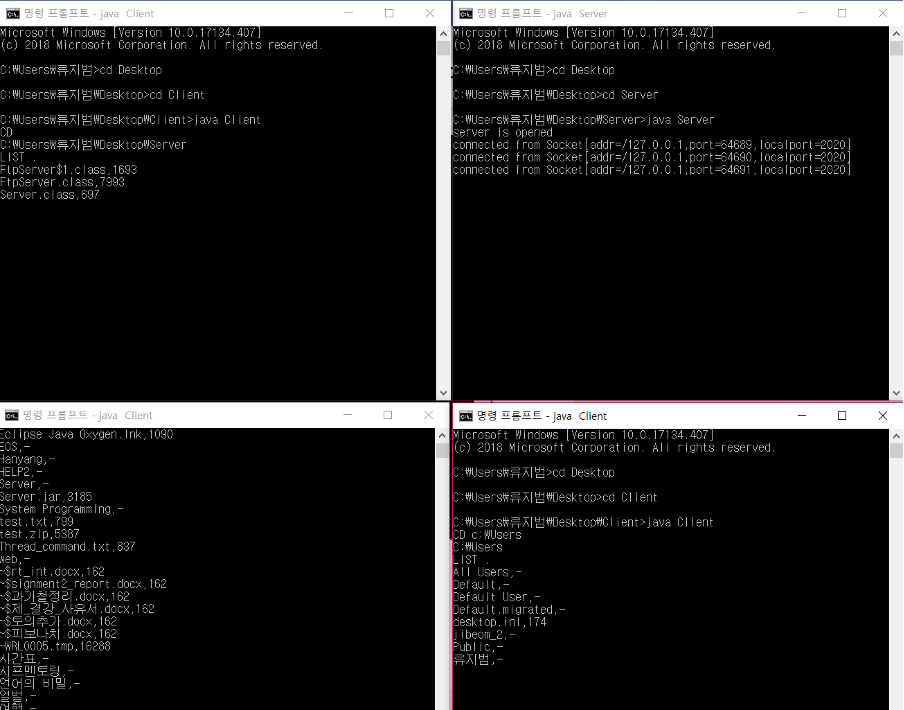 명령 프롬프트 - java Client
Microsoft Windows [Version 10.0.17134.407]
(c) 2018 Microsoft Corporation. All rights reserved.
C:₩Users₩류지범>cd Desktop
C:₩Users₩류지범₩Desktop>cd Client
C:₩Users₩류지범₩Desktop₩Client>java Client
CD
C:₩Users₩류지범₩Desktop₩Server
LIST .
FtpServer$1.class,1693
FtpServer.class,7993
Server.class,697
명령 프롬프트 - java Server
Microsoft Windows [Version 10.0.17134.407]
(c) 2018 Microsoft Corporation. All rights reserved.
C:₩Users₩류지범>cd Desktop
C:₩Users₩류지범₩Desktop>cd Server
C:₩Users₩류지범₩Desktop₩Server>java Server
server is opened
connected from Socket[addr=/127.0.0.1,port=64689,localport=2020]
connected from Socket[addr=/127.0.0.1,port=64690,localport=2020]
connected from Socket[addr=/127.0.0.1,port=64691,localport=2020]
명령 프롬프트 - java Client
Eclipse Java Oxygen.lnk,1090
EOS,-
Hanyang,-
HELP2,-
Server,-
Server.jar,3185
System Programming,-
test.txt,799
test.zip,5387
Thread_command.txt,837
web,-
~$rt_int.docx,162
~$signment2_report.docx,162
~$과기철정리.docx,162
~$제_결강_사유서.docx,162
~$토의추가.docx,162
~$피보나치.docx,162
~WRL0005.tmp,16288
시간표,-
시프멘토링,-
언어의 비밀,-
얼벌,-
여행,-
명령 프롬프트 - java Client
Microsoft Windows [Version 10.0.17134.407]
(c) 2018 Microsoft Corporation. All rights reserved.
C:₩Users₩류지범>cd Desktop
C:₩Users₩류지범₩Desktop>cd Client
C:₩Users₩류지범₩Desktop₩Client>java Client
CD c:₩Users
C:₩Users
LIST .
All Users,-
Default,-
Default User,-
Default.migrated,-
desktop.ini,174
jibeom_2,-
Public,-
류지범,-